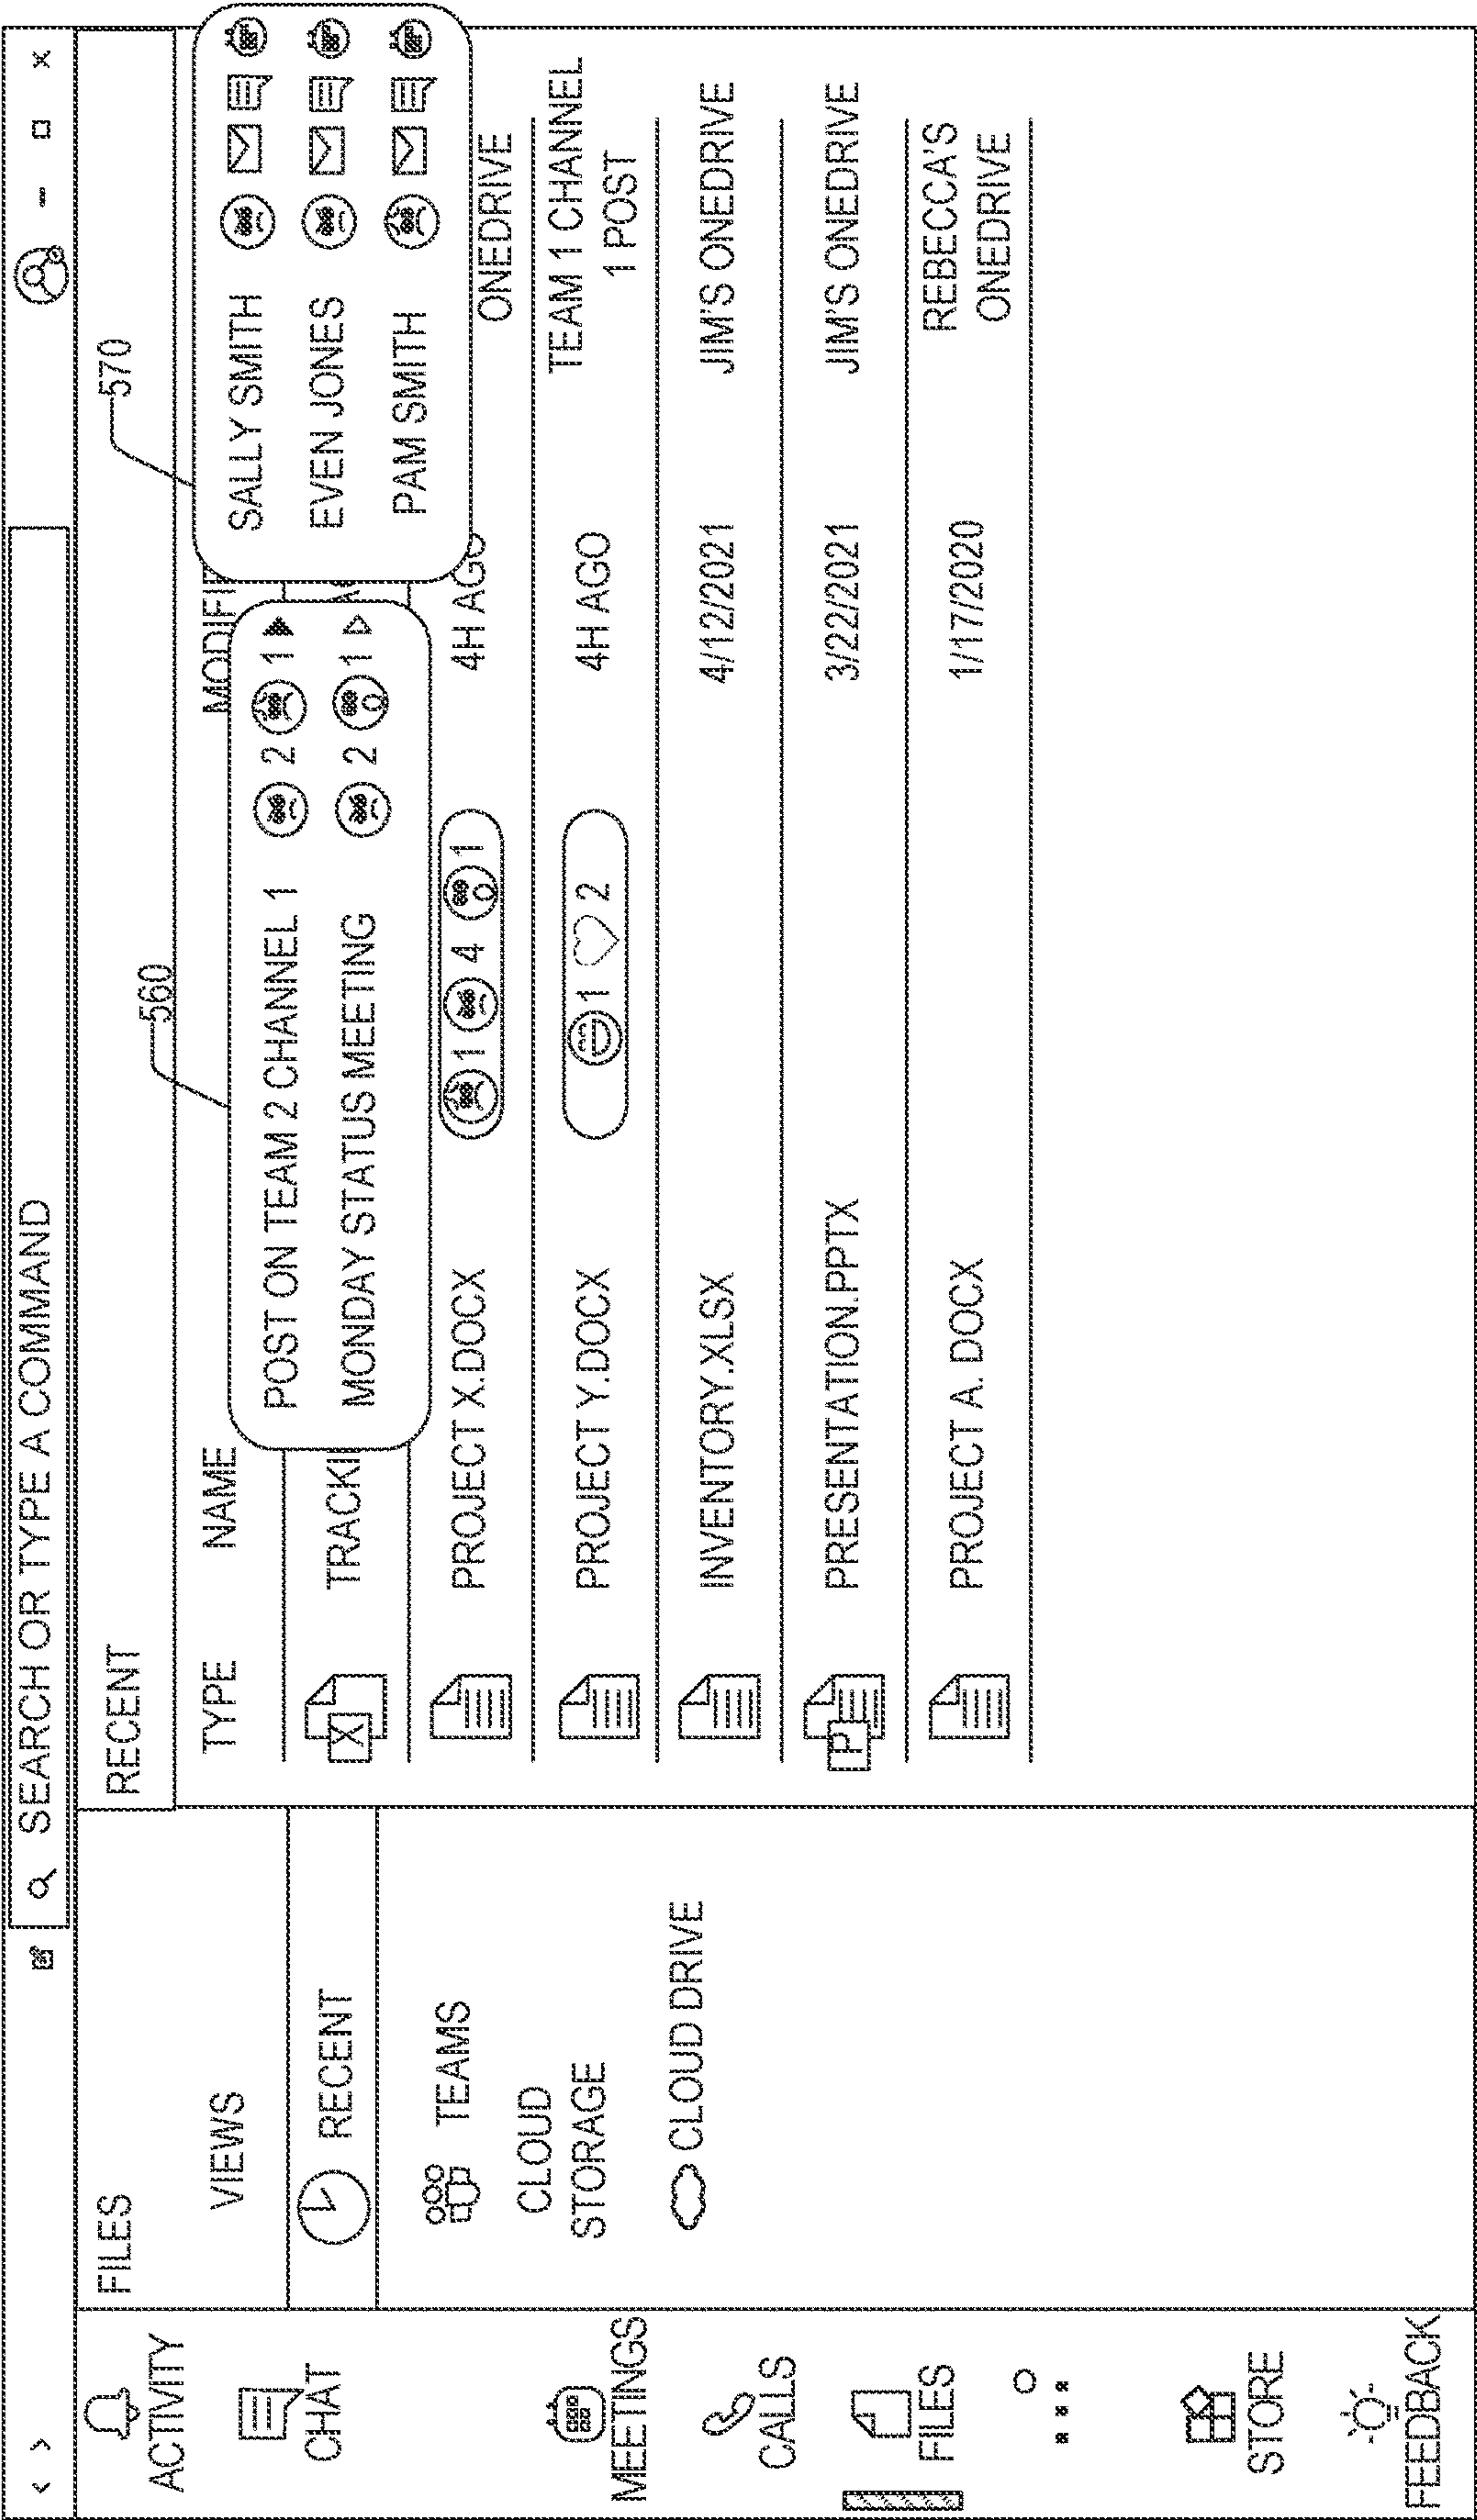 SEARCH OR TYPE A COMMAND
ACTIVITY
CHAT
MEETINGS
CALLS
FILES
STORE
FEEDBACK
FILES
VIEWS
RECENT
TEAMS
CLOUD
STORAGE
CLOUD DRIVE
RECENT
560
570
TYPE NAME MODIFIE
TRACKI
POST ON TEAM 2 CHANNEL 1 2 1
MONDAY STATUS MEETING 2 1
SALLY SMITH
EVEN JONES
PAM SMITH
PROJECT X.DOCX 1 4 1 4H AGO ONEDRIVE
PROJECT Y.DOCX 1 2 4H AGO TEAM 1 CHANNEL
1 POST
INVENTORY.XLSX 4/12/2021 JIM'S ONEDRIVE
PRESENTATION.PPTX 3/22/2021 JIM'S ONEDRIVE
PROJECT A. DOCX 1/17/2020 REBECCA'S
ONEDRIVE
X
P